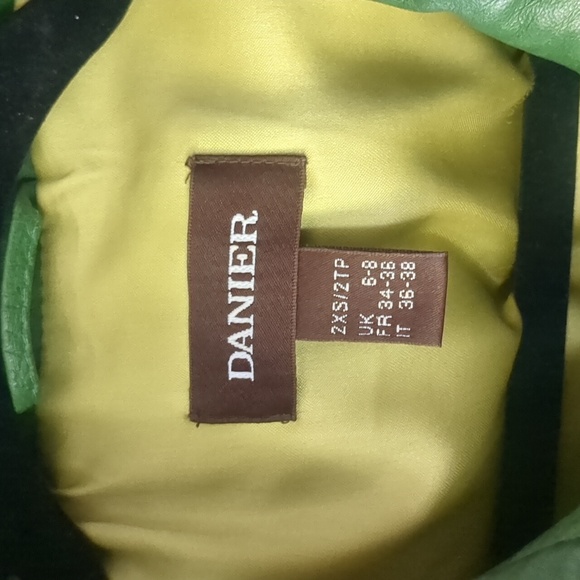 DANIER
2XS/2TP
UK 6-8
FR 34-36
IT 36-38